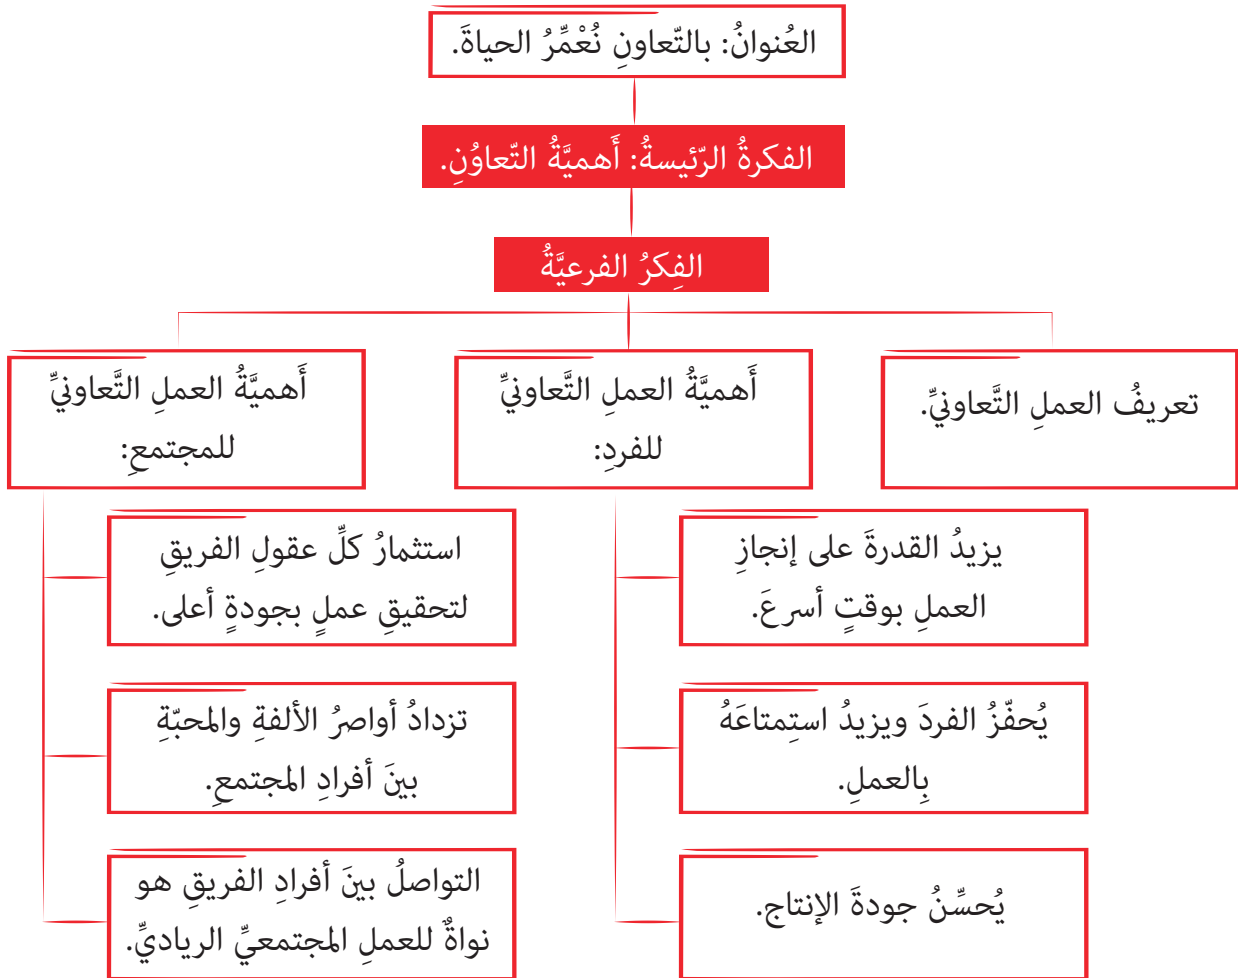 العُنوانُ: بالتّعاونِ نُعْمِّرُ الحياةَ.
الفكرةُ الرّئيسةُ: أَهميَّةُ التّعاوُنِ.
الفِكرُ الفرعيَّةُ
تعريفُ العملِ التَّعاونيِّ.
أَهميَّةُ العملِ التَّعاونيِّ
للفردِ:
يزيدُ القدرةَ على إنجازِ
العملِ بوقتٍ أسرعَ.
يُحفّزُ الفردَ ويزيدُ استِمتاعَهُ
بِالعملِ.
يُحسِّنُ جودةَ الإنتاج.
أَهميَّةُ العملِ التَّعاونيِّ
للمجتمعِ:
استثمارُ كلِّ عقولِ الفريقِ
لتحقيقِ عملٍ بجودةٍ أعلى.
تزدادُ أواصرُ الألفةِ والمحبّةِ
بينَ أفرادِ المجتمعِ.
التواصلُ بينَ أفرادِ الفريقِ هو
نواةٌ للعملِ المجتمعيِّ الرياديِّ.